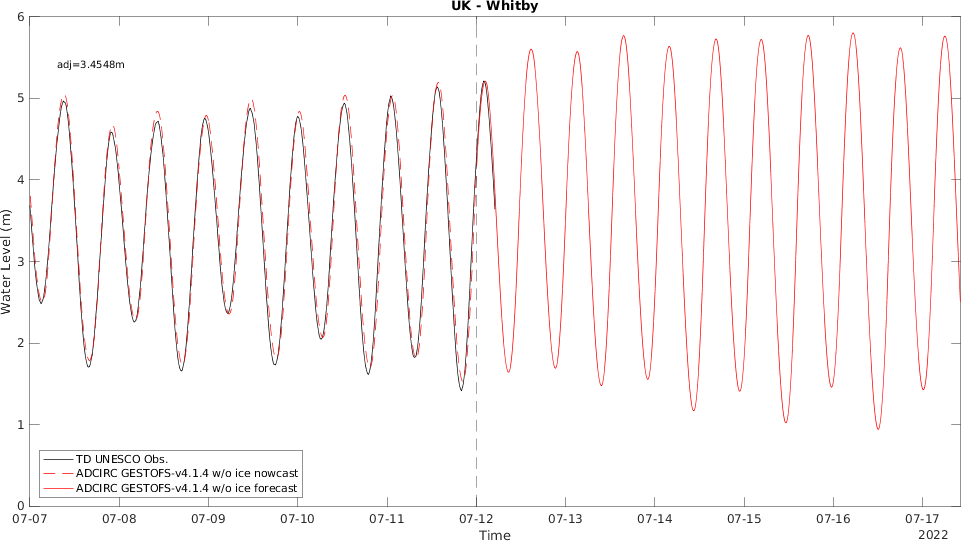 UK - Whitby
6
adj=3.4548m
5
4
3
2
1
0
Water Level (m)
TD UNESCO Obs.
ADCIRC GESTOFS-v4.1.4 w/o ice nowcast
ADCIRC GESTOFS-v4.1.4 w/o ice forecast
07-07 07-08 07-09 07-10 07-11 07-12 07-13 07-14 07-15 07-16 07-17
Time
2022